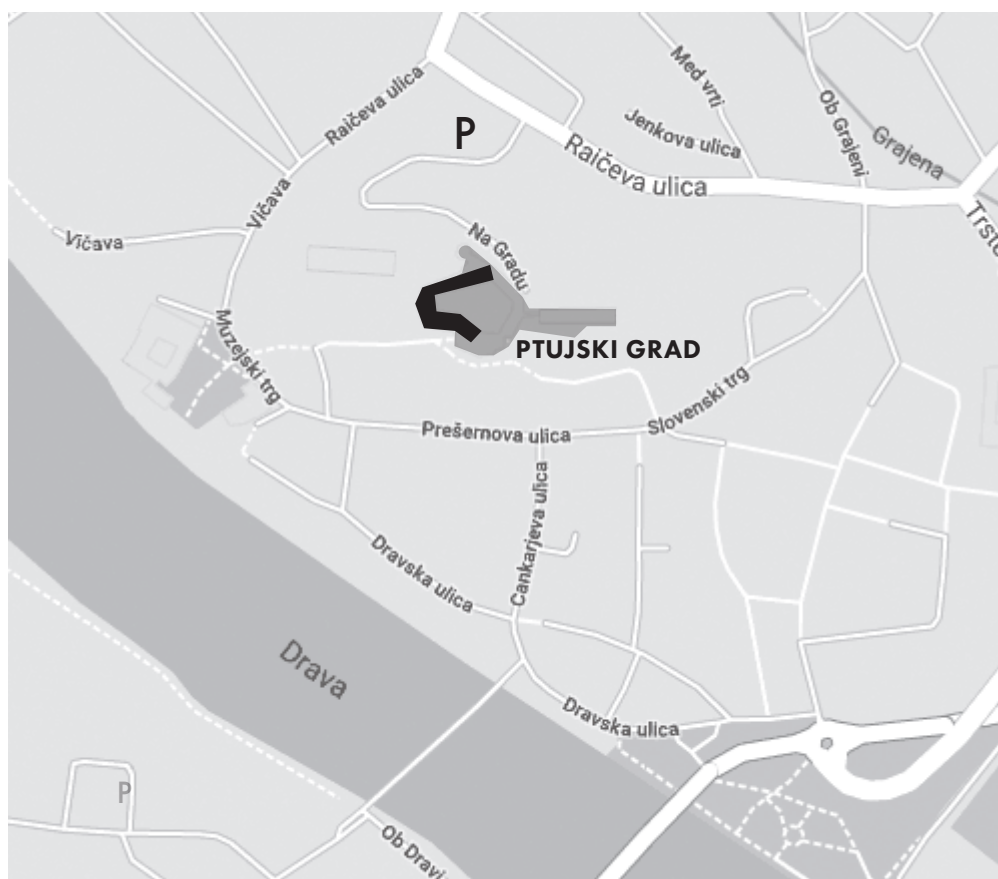 Raičeva ulica
P
Med vrti
Jenkova ulica
Ob Grajeni
Grajena
Raičeva ulica
Vičava
Vičava
Na Gradu
PTUJSKI GRAD
Muzejski trg
Prešernova ulica
Slovenski trg
Cankarjeva ulica
Dravska ulica
Drava
Dravska ulica
P
Ob Dravi